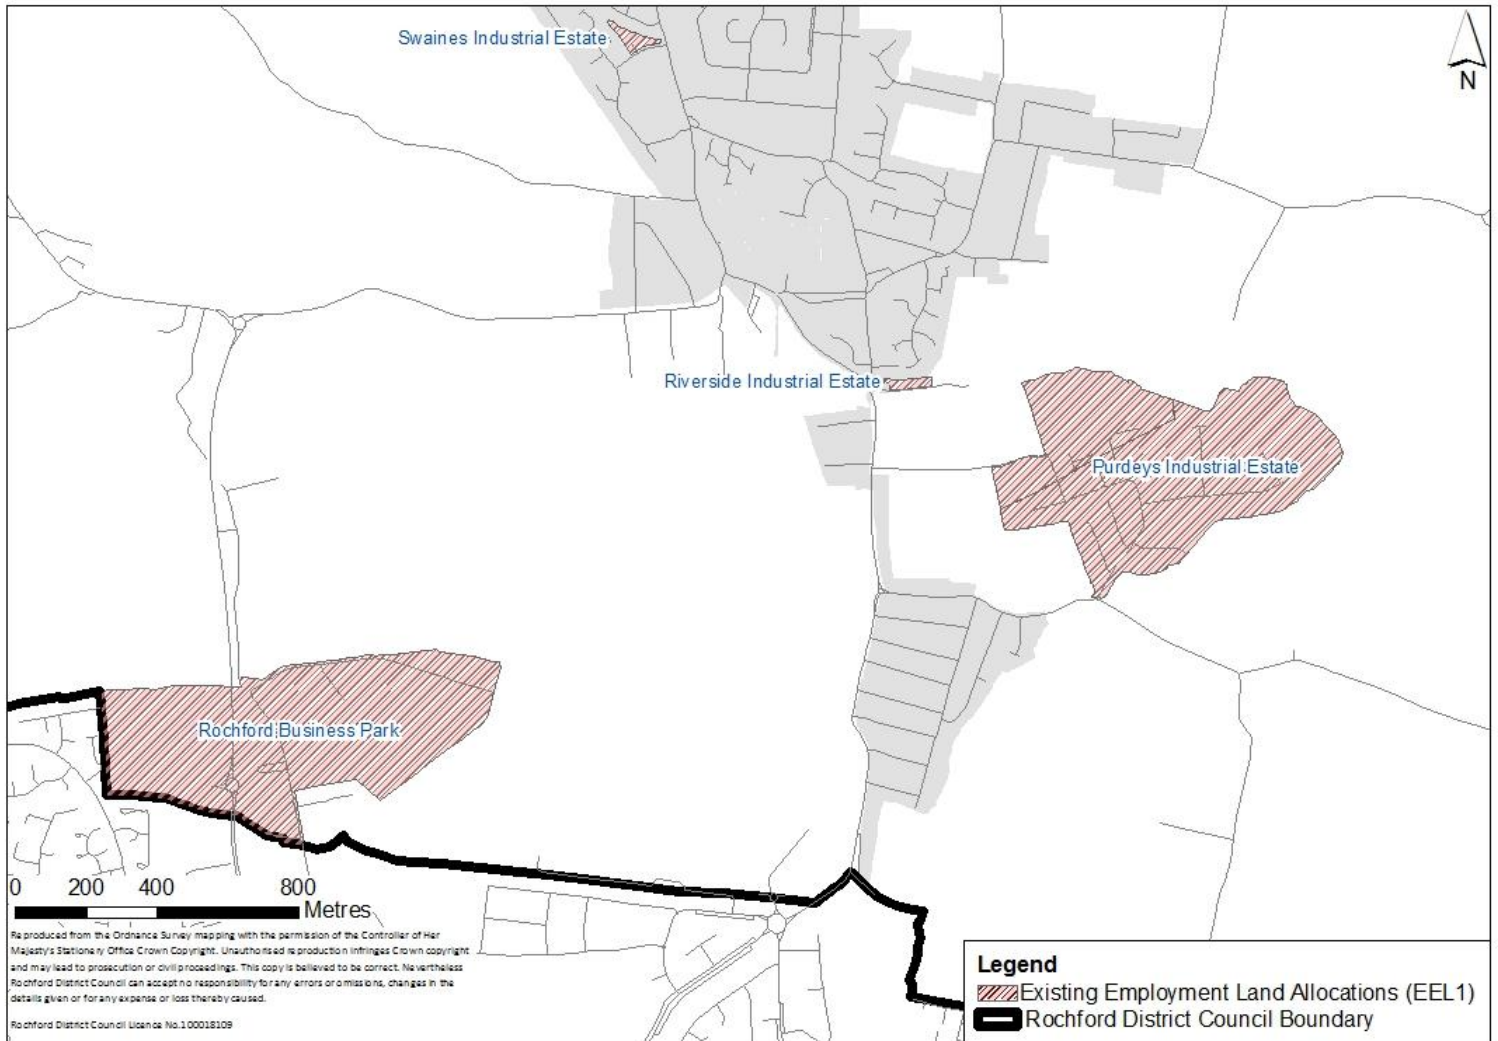 Swaines Industrial Estate
N
Riverside Industrial Estate
Purdeys Industrial Estate
Rochford Business Park
0 200 400 800
Metres
Reproduced from the Ordnance Survey mapping with the permission of the Controller of Her
Majesty's Stationery Office Crown Copyright. Unauthorised reproduction infringes Crown copyright
and may lead to prosecution or civil proceedings. This copy is believed to be correct. Nevertheless
Rochford District Council can accept no responsibility for any errors or omissions, changes in the
details given or for any expense or loss thereby caused.
Rochford District Council Licence No.100018109
Legend
Existing Employment Land Allocations (EEL1)
Rochford District Council Boundary